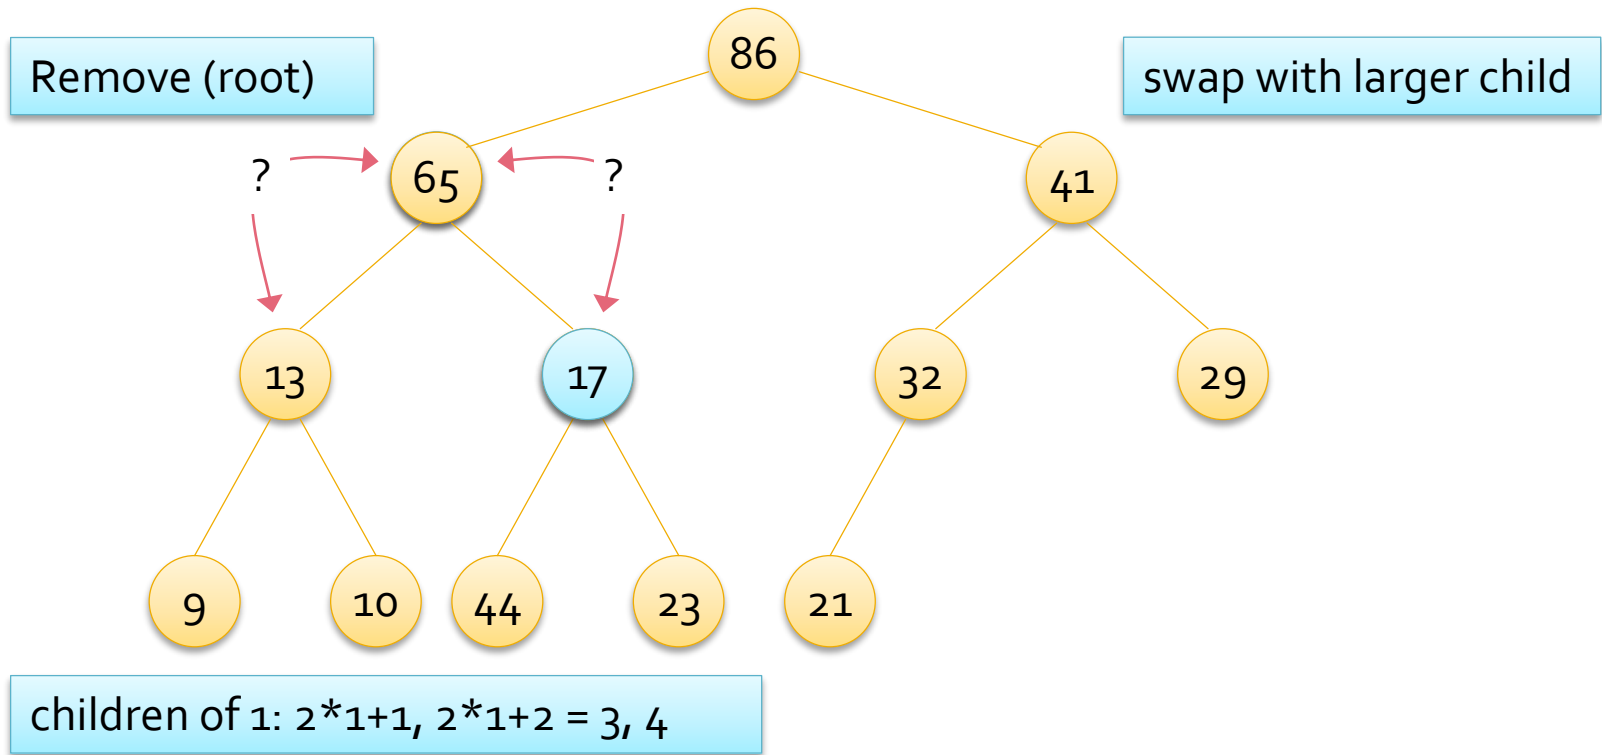 86
Remove (root)
swap with larger child
? 65 ? 41
13 17 32 29
9 10 44 23 21
children of 1: 2*1+1, 2*1+2 = 3, 4